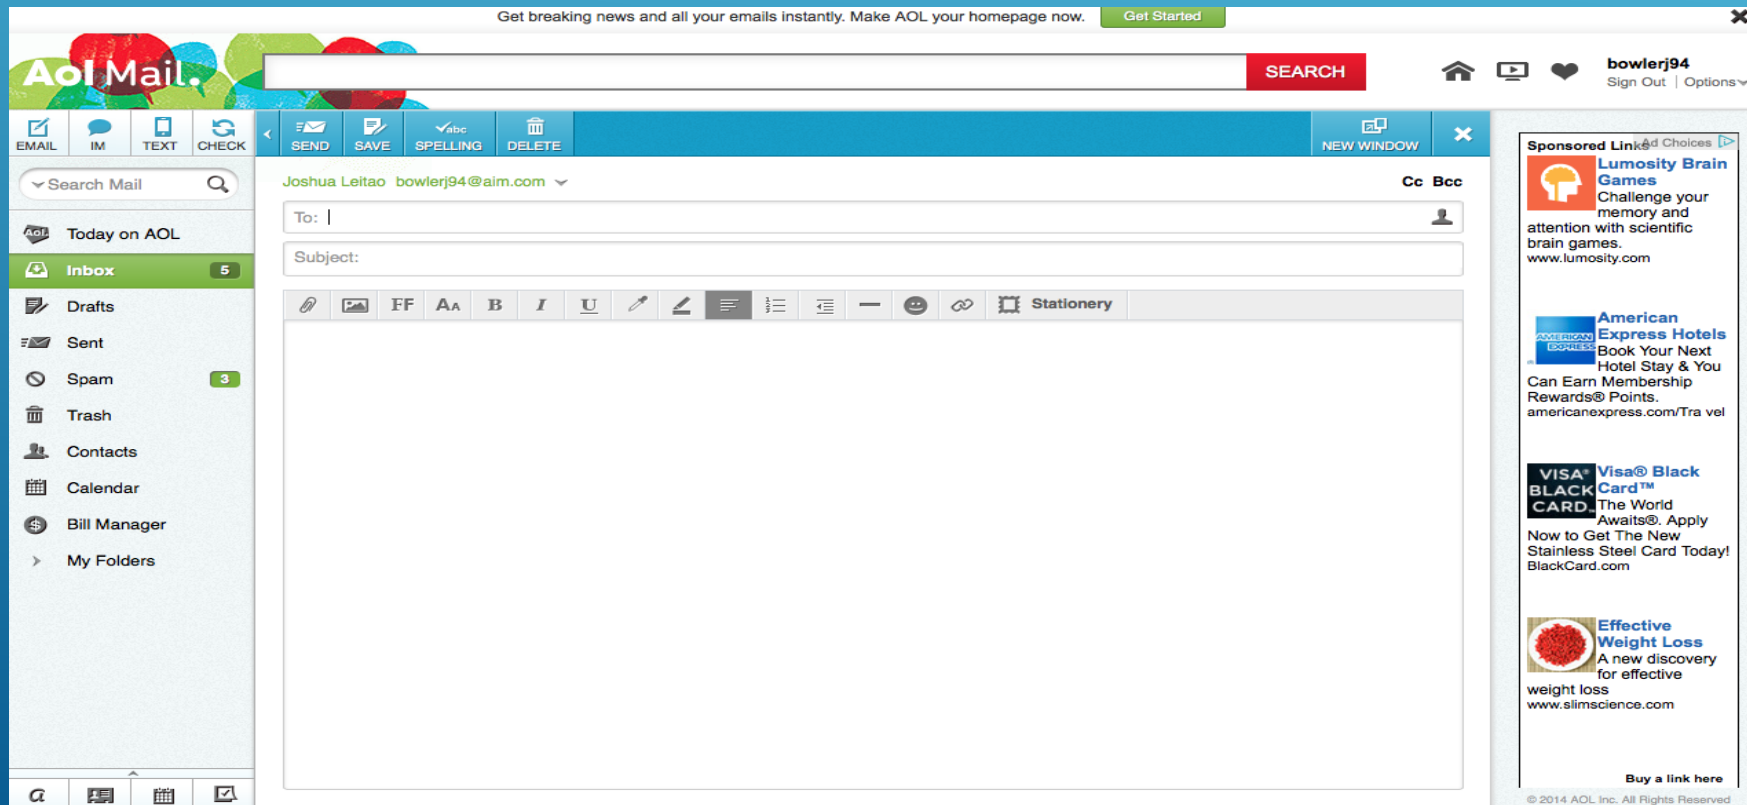 Get breaking news and all your emails instantly. Make AOL your homepage now. Get Started
Aol Mail.
SEARCH
bowlerj94
Sign Out | Options
EMAIL IM TEXT CHECK
SEND SAVE abc SPELLING DELETE NEW WINDOW
Search Mail
Today on AOL
Inbox 5
Drafts
Sent
Spam 3
Trash
Contacts
Calendar
Bill Manager
My Folders
Joshua Leitao bowlerj94@aim.com Cc Bcc
To:
Subject:
FF AA B I U Stationery
Sponsored Links Ad Choices
Lumosity Brain
Games
Challenge your
memory and
attention with scientific
brain games.
www.lumosity.com
AMERICAN
EXPRESS
American
Express Hotels
Book Your Next
Hotel Stay & You
Can Earn Membership
Rewards® Points.
americanexpress.com/Tra vel
VISA®
BLACK
CARD
Visa® Black
Card™
The World
Awaits®. Apply
Now to Get The New
Stainless Steel Card Today!
BlackCard.com
Effective
Weight Loss
A new discovery
for effective
weight loss
www.slimscience.com
Buy a link here
© 2014 AOL Inc. All Rights Reserved
a